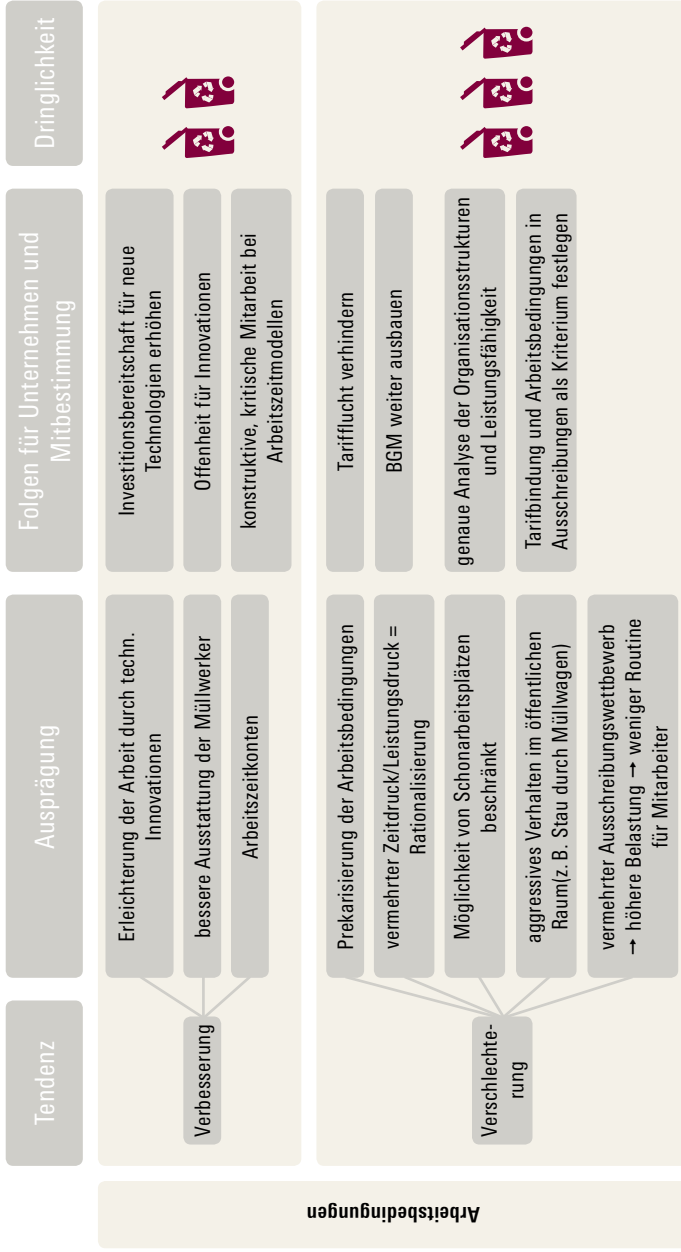 Arbeitsbedingungen
Tendenz
Ausprägung
Folgen für Unternehmen und
Mitbestimmung
Dringlichkeit
Verbesserung
Erleichterung der Arbeit durch techn.
Innovationen
bessere Ausstattung der Müllwerker
Arbeitszeitkonten
Investitionsbereitschaft für neue
Technologien erhöhen
Offenheit für Innovationen
konstruktive, kritische Mitarbeit bei
Arbeitszeitmodellen
Verschlechte-
rung
Prekarisierung der Arbeitsbedingungen
vermehrter Zeitdruck/Leistungsdruck =
Rationalisierung
Möglichkeit von Schonarbeitsplätzen
beschränkt
aggressives Verhalten im öffentlichen
Raum(z. B. Stau durch Müllwagen)
vermehrter Ausschreibungswettbewerb
→ höhere Belastung → weniger Routine
für Mitarbeiter
Tarifflucht verhindern
BGM weiter ausbauen
genaue Analyse der Organisationsstrukturen
und Leistungsfähigkeit
Tarifbindung und Arbeitsbedingungen in
Ausschreibungen als Kriterium festlegen